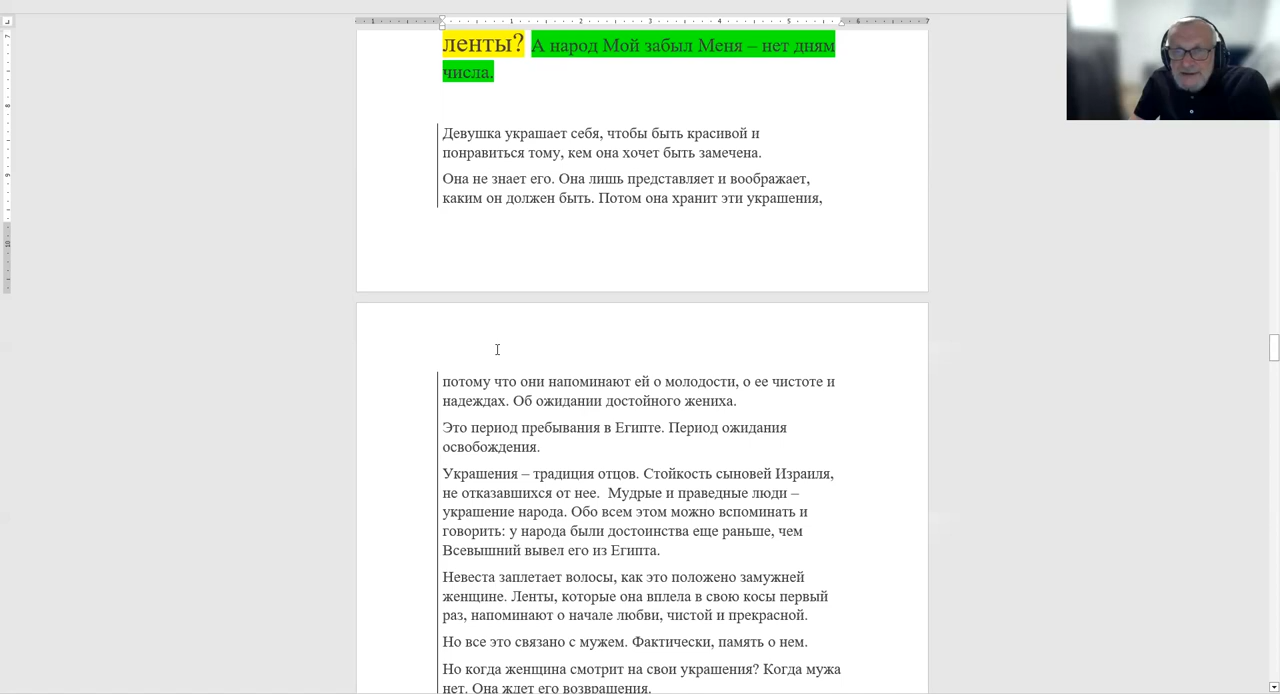 ленты? А народ Мой забыл Меня – нет дням
числа.
Девушка украшает себя, чтобы быть красивой и
понравиться тому, кем она хочет быть замечена.
Она не знает его. Она лишь представляет и воображает,
каким он должен быть. Потом она хранит эти украшения,
потому что они напоминают ей о молодости, о ее чистоте и
надеждах. Об ожидании достойного жениха.
Это период пребывания в Египте. Период ожидания
освобождения.
Украшения – традиция отцов. Стойкость сыновей Израиля,
не отказавшихся от нее.  Мудрые и праведные люди –
украшение народа. Обо всем этом можно вспоминать и
говорить: у народа были достоинства еще раньше, чем
Всевышний вывел его из Египта.
Невеста заплетает волосы, как это положено замужней
женщине. Ленты, которые она вплела в свою косы первый
раз, напоминают о начале любви, чистой и прекрасной.
Но все это связано с мужем. Фактически, память о нем.
Но когда женщина смотрит на свои украшения? Когда мужа
нет. Она ждет его возвращения.